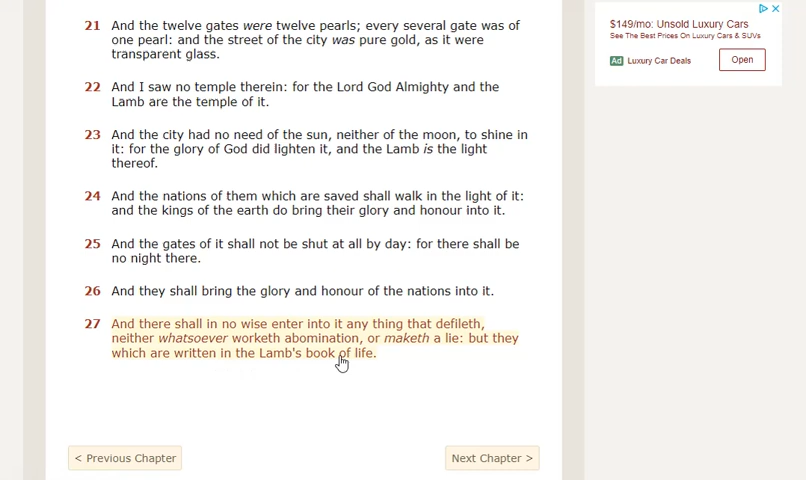 21 And the twelve gates were twelve pearls; every several gate was of
one pearl: and the street of the city was pure gold, as it were
transparent glass.
22 And I saw no temple therein: for the Lord God Almighty and the
Lamb are the temple of it.
23 And the city had no need of the sun, neither of the moon, to shine in
it: for the glory of God did lighten it, and the Lamb is the light
thereof.
24 And the nations of them which are saved shall walk in the light of it:
and the kings of the earth do bring their glory and honour into it.
25 And the gates of it shall not be shut at all by day: for there shall be
no night there.
26 And they shall bring the glory and honour of the nations into it.
27 And there shall in no wise enter into it any thing that defileth,
neither whatsoever worketh abomination, or maketh a lie: but they
which are written in the Lamb's book of life.
< Previous Chapter
Next Chapter >
$149/mo: Unsold Luxury Cars
See The Best Prices On Luxury Cars & SUVs
Ad Luxury Car Deals
Open